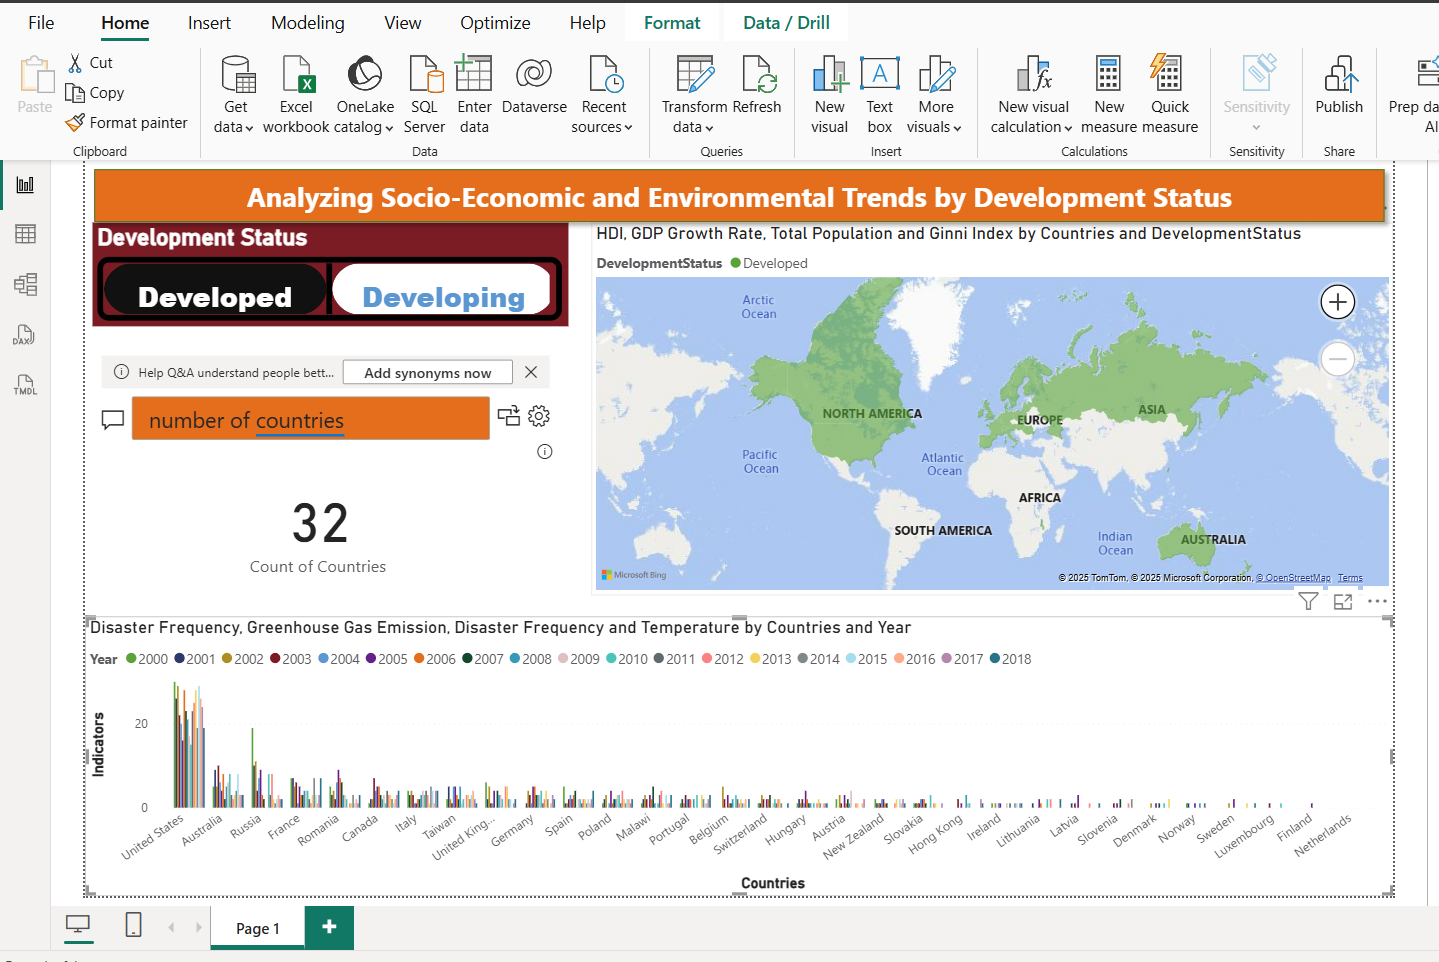 File Home Insert Modeling View Optimize Help Format Data / Drill
Paste
Cut
Copy
Format painter
Clipboard
Get data
Excel workbook
OneLake catalog
SQL Server
Enter data
Dataverse
Recent sources
Data
Transform data
Refresh
Queries
New visual
Text box
More visuals
Insert
New visual calculation
New measure
Quick measure
Calculations
Sensitivity
Sensitivity
Publish
Share
Prep da
AI
DAX
TMDL
Analyzing Socio-Economic and Environmental Trends by Development Status
Development Status
Developed Developing
Help Q&A understand people bett... Add synonyms now
number of countries
32
Count of Countries
HDI, GDP Growth Rate, Total Population and Ginni Index by Countries and DevelopmentStatus
DevelopmentStatus Developed
Arctic
Ocean
NORTH AMERICA
EUROPE
ASIA
Pacific
Ocean
Atlantic
Ocean
AFRICA
SOUTH AMERICA
Indian
Ocean
AUSTRALIA
Microsoft Bing
© 2025 TomTom, © 2025 Microsoft Corporation, © OpenStreetMap Terms
Disaster Frequency, Greenhouse Gas Emission, Disaster Frequency and Temperature by Countries and Year
Year 2000 2001 2002 2003 2004 2005 2006 2007 2008 2009 2010 2011 2012 2013 2014 2015 2016 2017 2018
Indicators
20
0
United States Australia Russia France Romania Canada Italy Taiwan United King... Germany Spain Poland Malawi Portugal Belgium Switzerland Hungary Austria New Zealand Slovakia Hong Kong Ireland Lithuania Latvia Slovenia Denmark Norway Sweden Luxembourg Finland Netherlands
Countries
Page 1